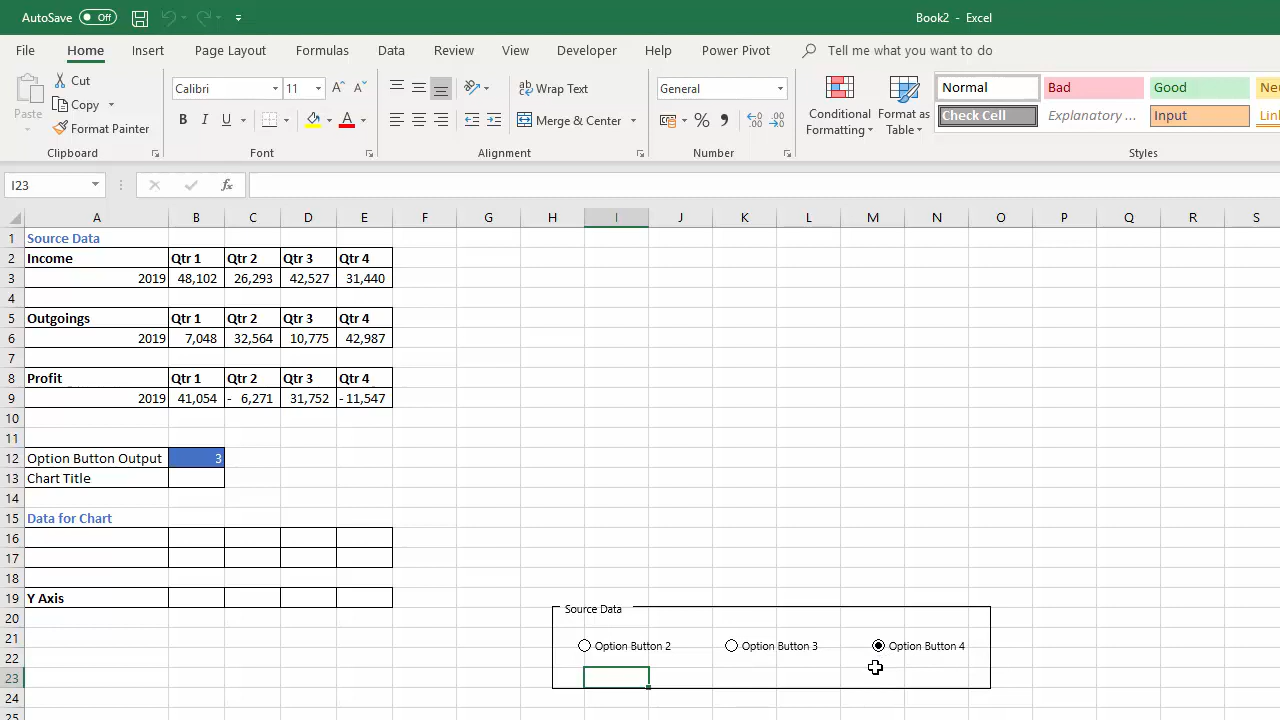 AutoSave Off Book2 - Excel
File Home Insert Page Layout Formulas Data Review View Developer Help Power Pivot Tell me what you want to do
Paste
Cut
Copy
Format Painter
Clipboard
Calibri 11
B I U A
Font
Wrap Text
Merge & Center
Alignment
General
% 
Number
Conditional Formatting
Format as Table
Normal Bad Good
Check Cell Explanatory ... Input
Styles
I23 fx
A B C D E F G H I J K L M N O P Q R S
1 Source Data
2 Income Qtr 1 Qtr 2 Qtr 3 Qtr 4
3 2019 48,102 26,293 42,527 31,440
4
5 Outgoings Qtr 1 Qtr 2 Qtr 3 Qtr 4
6 2019 7,048 32,564 10,775 42,987
7
8 Profit Qtr 1 Qtr 2 Qtr 3 Qtr 4
9 2019 41,054 - 6,271 31,752 - 11,547
10
11
12 Option Button Output 3
13 Chart Title
14
15 Data for Chart
16
17
18
19 Y Axis
20 Source Data
21 Option Button 2 Option Button 3 Option Button 4
22
23
24
25